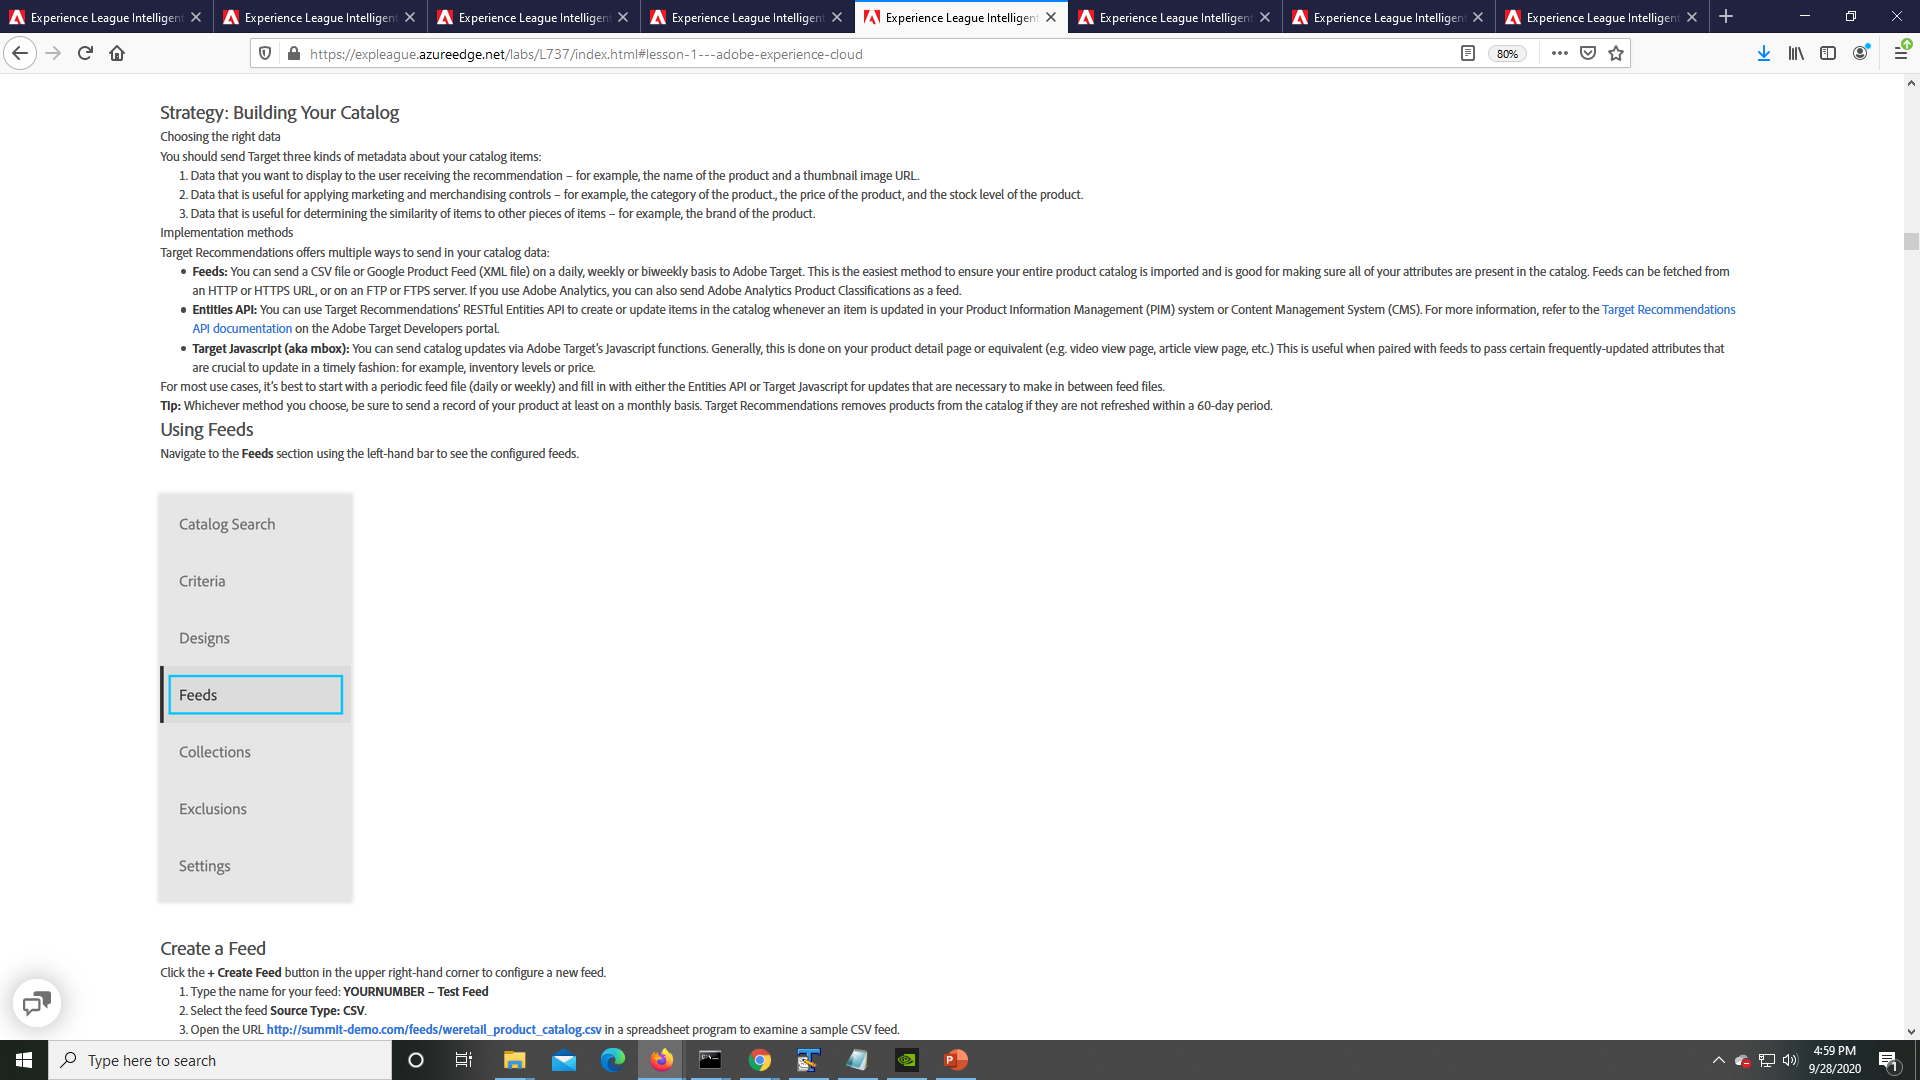 Experience League Intelligent
Experience League Intelligent
Experience League Intelligent
Experience League Intelligent
Experience League Intelligent
Experience League Intelligent
Experience League Intelligent
Experience League Intelligent
https://expleague.azureedge.net/labs/L737/index.html#lesson-1---adobe-experience-cloud
80%
Strategy: Building Your Catalog
Choosing the right data
You should send Target three kinds of metadata about your catalog items:
1. Data that you want to display to the user receiving the recommendation – for example, the name of the product and a thumbnail image URL.
2. Data that is useful for applying marketing and merchandising controls – for example, the category of the product., the price of the product, and the stock level of the product.
3. Data that is useful for determining the similarity of items to other pieces of items – for example, the brand of the product.
Implementation methods
Target Recommendations offers multiple ways to send in your catalog data:
• Feeds: You can send a CSV file or Google Product Feed (XML file) on a daily, weekly or biweekly basis to Adobe Target. This is the easiest method to ensure your entire product catalog is imported and is good for making sure all of your attributes are present in the catalog. Feeds can be fetched from
an HTTP or HTTPS URL, or on an FTP or FTPS server. If you use Adobe Analytics, you can also send Adobe Analytics Product Classifications as a feed.
• Entities API: You can use Target Recommendations' RESTful Entities API to create or update items in the catalog whenever an item is updated in your Product Information Management (PIM) system or Content Management System (CMS). For more information, refer to the Target Recommendations
API documentation on the Adobe Target Developers portal.
• Target Javascript (aka mbox): You can send catalog updates via Adobe Target's Javascript functions. Generally, this is done on your product detail page or equivalent (e.g. video view page, article view page, etc.) This is useful when paired with feeds to pass certain frequently-updated attributes that
are crucial to update in a timely fashion: for example, inventory levels or price.
For most use cases, it's best to start with a periodic feed file (daily or weekly) and fill in with either the Entities API or Target Javascript for updates that are necessary to make in between feed files.
Tip: Whichever method you choose, be sure to send a record of your product at least on a monthly basis. Target Recommendations removes products from the catalog if they are not refreshed within a 60-day period.
Using Feeds
Navigate to the Feeds section using the left-hand bar to see the configured feeds.
Catalog Search
Criteria
Designs
Feeds
Collections
Exclusions
Settings
Create a Feed
Click the + Create Feed button in the upper right-hand corner to configure a new feed.
1. Type the name for your feed: YOURNUMBER – Test Feed
2. Select the feed Source Type: CSV.
3. Open the URL http://summit-demo.com/feeds/weretail_product_catalog.csv in a spreadsheet program to examine a sample CSV feed.
Type here to search
4:59 PM
9/28/2020
1